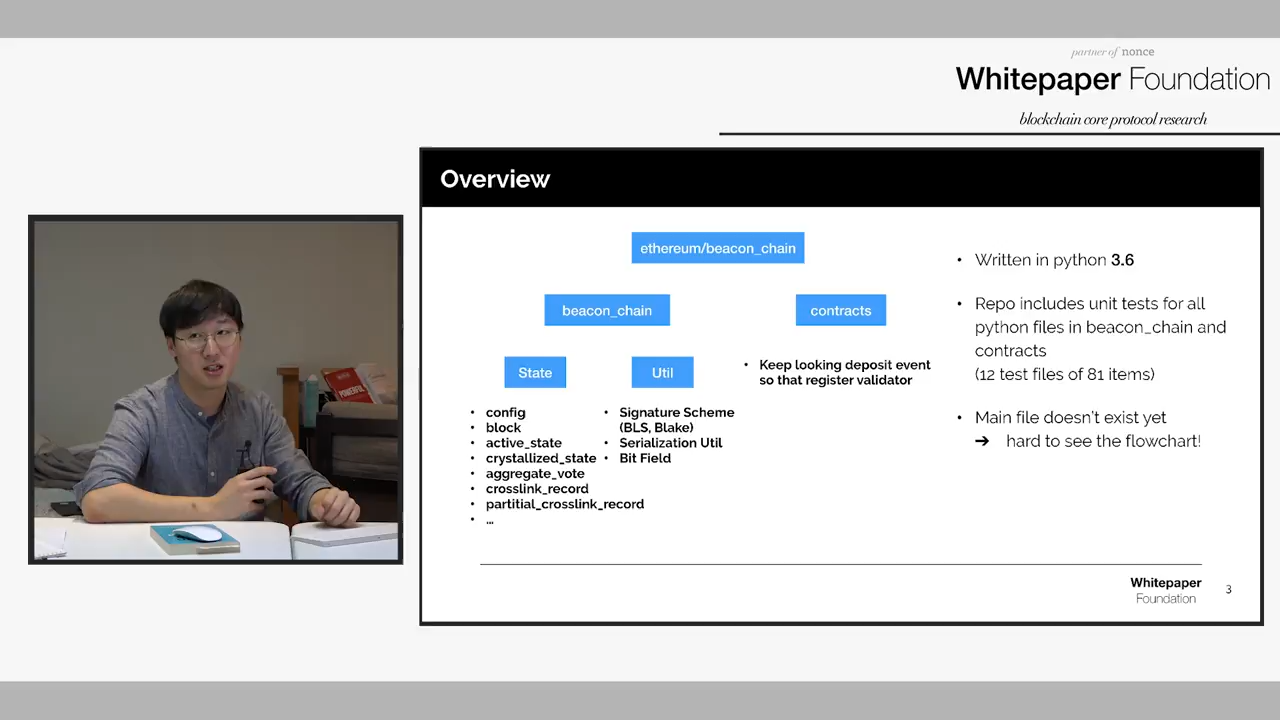 partner of nonce
Whitepaper Foundation
blockchain core protocol research
Overview
ethereum/beacon_chain
beacon_chain
contracts
State
Util
• config
• block
• active_state
• crystallized_state
• aggregate_vote
• crosslink_record
• partitial_crosslink_record
• ...
• Signature Scheme
(BLS, Blake)
• Serialization Util
• Bit Field
• Keep looking deposit event
so that register validator
• Written in python 3.6
• Repo includes unit tests for all
python files in beacon_chain and
contracts
(12 test files of 81 items)
• Main file doesn't exist yet
➔ hard to see the flowchart!
Whitepaper
Foundation
3
POWERFUL